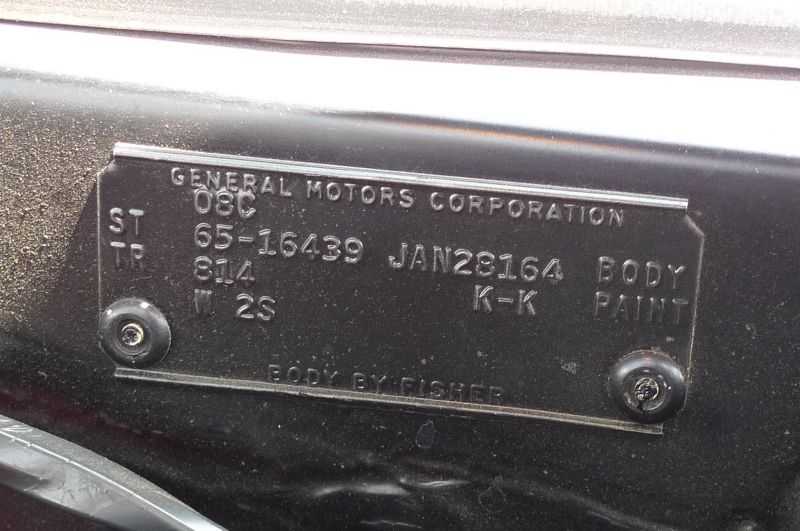 GENERAL MOTORS CORPORATION
08C
ST 65-16439 JAN28164 BODY
TR 814
W 2S K-K PAINT
BODY BY FISHER